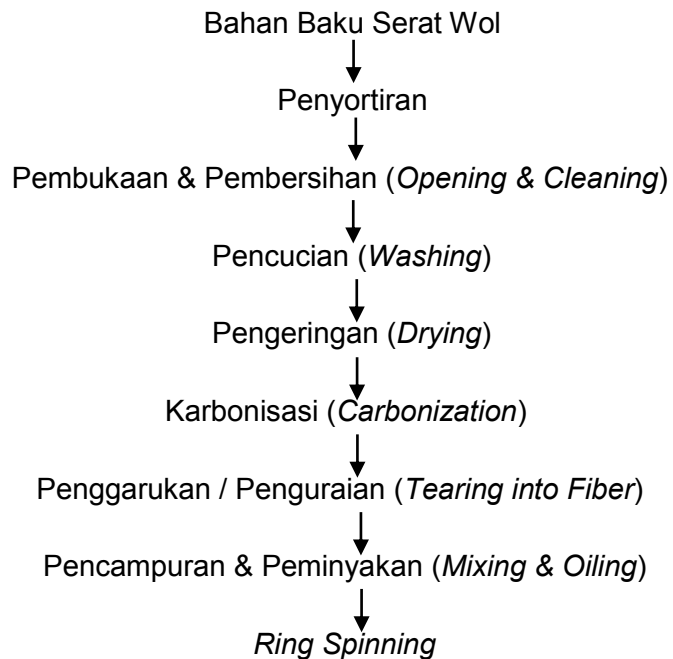 Bahan Baku Serat Wol
Penyortiran
Pembukaan & Pembersihan (Opening & Cleaning)
Pencucian (Washing)
Pengeringan (Drying)
Karbonisasi (Carbonization)
Penggarukan / Penguraian (Tearing into Fiber)
Pencampuran & Peminyakan (Mixing & Oiling)
Ring Spinning